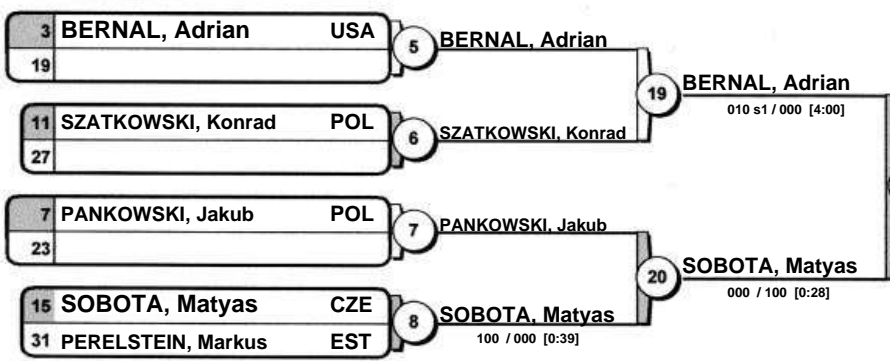 3 BERNAL, Adrian USA
19
5 BERNAL, Adrian
19 BERNAL, Adrian
010 s1 / 000 [4:00]
11 SZATKOWSKI, Konrad POL
27
6 SZATKOWSKI, Konrad
7 PANKOWSKI, Jakub POL
23
7 PANKOWSKI, Jakub
20 SOBOTA, Matyas
000 / 100 [0:28]
15 SOBOTA, Matyas CZE
31 PERELSTEIN, Markus EST
8 SOBOTA, Matyas
100 / 000 [0:39]